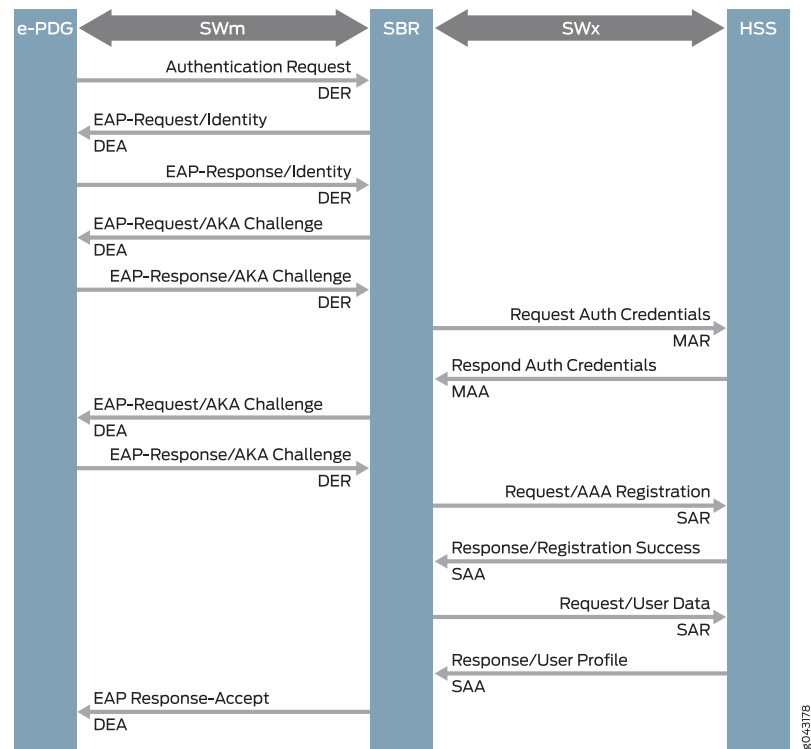 e-PDG SWm SBR SWx HSS
Authentication Request
DER
EAP-Request/Identity
DEA
EAP-Response/Identity
DER
EAP-Request/AKA Challenge
DEA
EAP-Response/AKA Challenge
DER
Request Auth Credentials
MAR
Respond Auth Credentials
MAA
EAP-Request/AKA Challenge
DEA
EAP-Response/AKA Challenge
DER
Request/AAA Registration
SAR
Response/Registration Success
SAA
Request/User Data
SAR
Response/User Profile
SAA
EAP Response-Accept
DEA
g043178